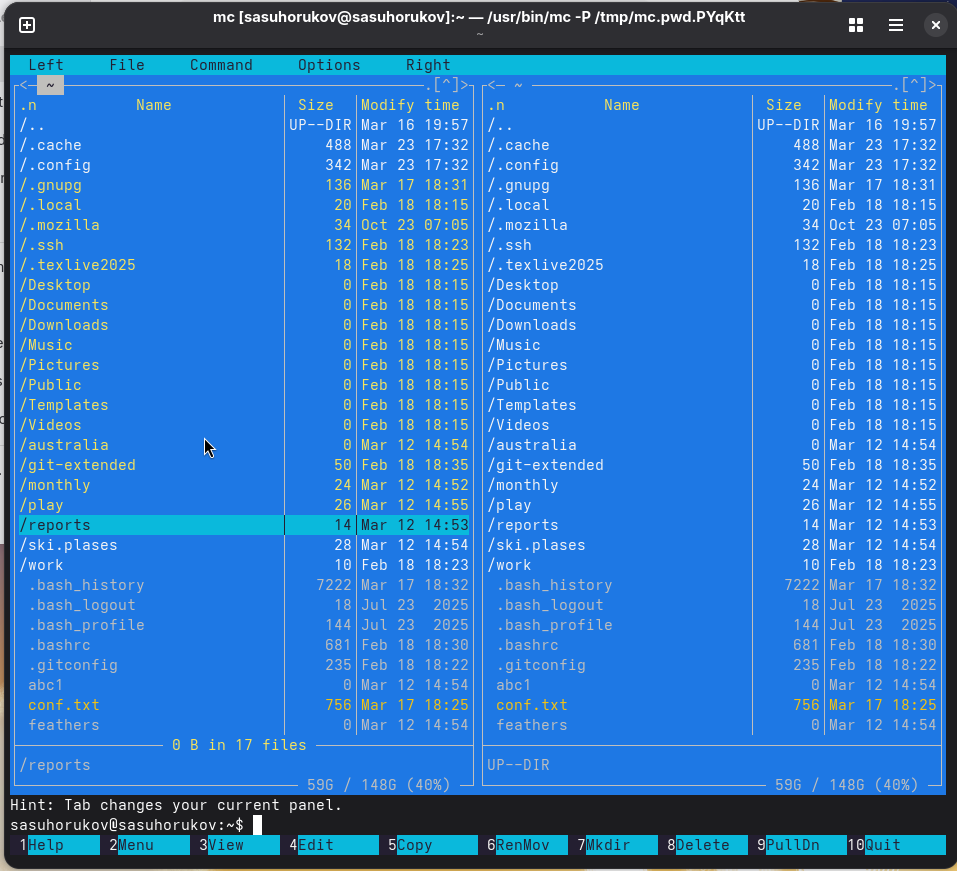 mc [sasuhorukov@sasuhorukov]:~ — /usr/bin/mc -P /tmp/mc.pwd.PYqKtt
~
Left File Command Options Right
<— ~ .[^]> <— ~ .[^]>
.n Name Size Modify time .n Name Size Modify time
/.. UP--DIR Mar 16 19:57 /.. UP--DIR Mar 16 19:57
/.cache 488 Mar 23 17:32 /.cache 488 Mar 23 17:32
/.config 342 Mar 23 17:32 /.config 342 Mar 23 17:32
/.gnupg 136 Mar 17 18:31 /.gnupg 136 Mar 17 18:31
/.local 20 Feb 18 18:15 /.local 20 Feb 18 18:15
/.mozilla 34 Oct 23 07:05 /.mozilla 34 Oct 23 07:05
/.ssh 132 Feb 18 18:23 /.ssh 132 Feb 18 18:23
/.texlive2025 18 Feb 18 18:25 /.texlive2025 18 Feb 18 18:25
/Desktop 0 Feb 18 18:15 /Desktop 0 Feb 18 18:15
/Documents 0 Feb 18 18:15 /Documents 0 Feb 18 18:15
/Downloads 0 Feb 18 18:15 /Downloads 0 Feb 18 18:15
/Music 0 Feb 18 18:15 /Music 0 Feb 18 18:15
/Pictures 0 Feb 18 18:15 /Pictures 0 Feb 18 18:15
/Public 0 Feb 18 18:15 /Public 0 Feb 18 18:15
/Templates 0 Feb 18 18:15 /Templates 0 Feb 18 18:15
/Videos 0 Feb 18 18:15 /Videos 0 Feb 18 18:15
/australia 0 Mar 12 14:54 /australia 0 Mar 12 14:54
/git-extended 50 Feb 18 18:35 /git-extended 50 Feb 18 18:35
/monthly 24 Mar 12 14:52 /monthly 24 Mar 12 14:52
/play 26 Mar 12 14:55 /play 26 Mar 12 14:55
/reports 14 Mar 12 14:53 /reports 14 Mar 12 14:53
/ski.plases 28 Mar 12 14:54 /ski.plases 28 Mar 12 14:54
/work 10 Feb 18 18:23 /work 10 Feb 18 18:23
.bash_history 7222 Mar 17 18:32 .bash_history 7222 Mar 17 18:32
.bash_logout 18 Jul 23 2025 .bash_logout 18 Jul 23 2025
.bash_profile 144 Jul 23 2025 .bash_profile 144 Jul 23 2025
.bashrc 681 Feb 18 18:30 .bashrc 681 Feb 18 18:30
.gitconfig 235 Feb 18 18:22 .gitconfig 235 Feb 18 18:22
abc1 0 Mar 12 14:54 abc1 0 Mar 12 14:54
conf.txt 756 Mar 17 18:25 conf.txt 756 Mar 17 18:25
feathers 0 Mar 12 14:54 feathers 0 Mar 12 14:54
0 B in 17 files
/reports UP--DIR
59G / 148G (40%) 59G / 148G (40%)
Hint: Tab changes your current panel.
sasuhorukov@sasuhorukov:~$
1Help 2Menu 3View 4Edit 5Copy 6RenMov 7Mkdir 8Delete 9PullDn 10Quit